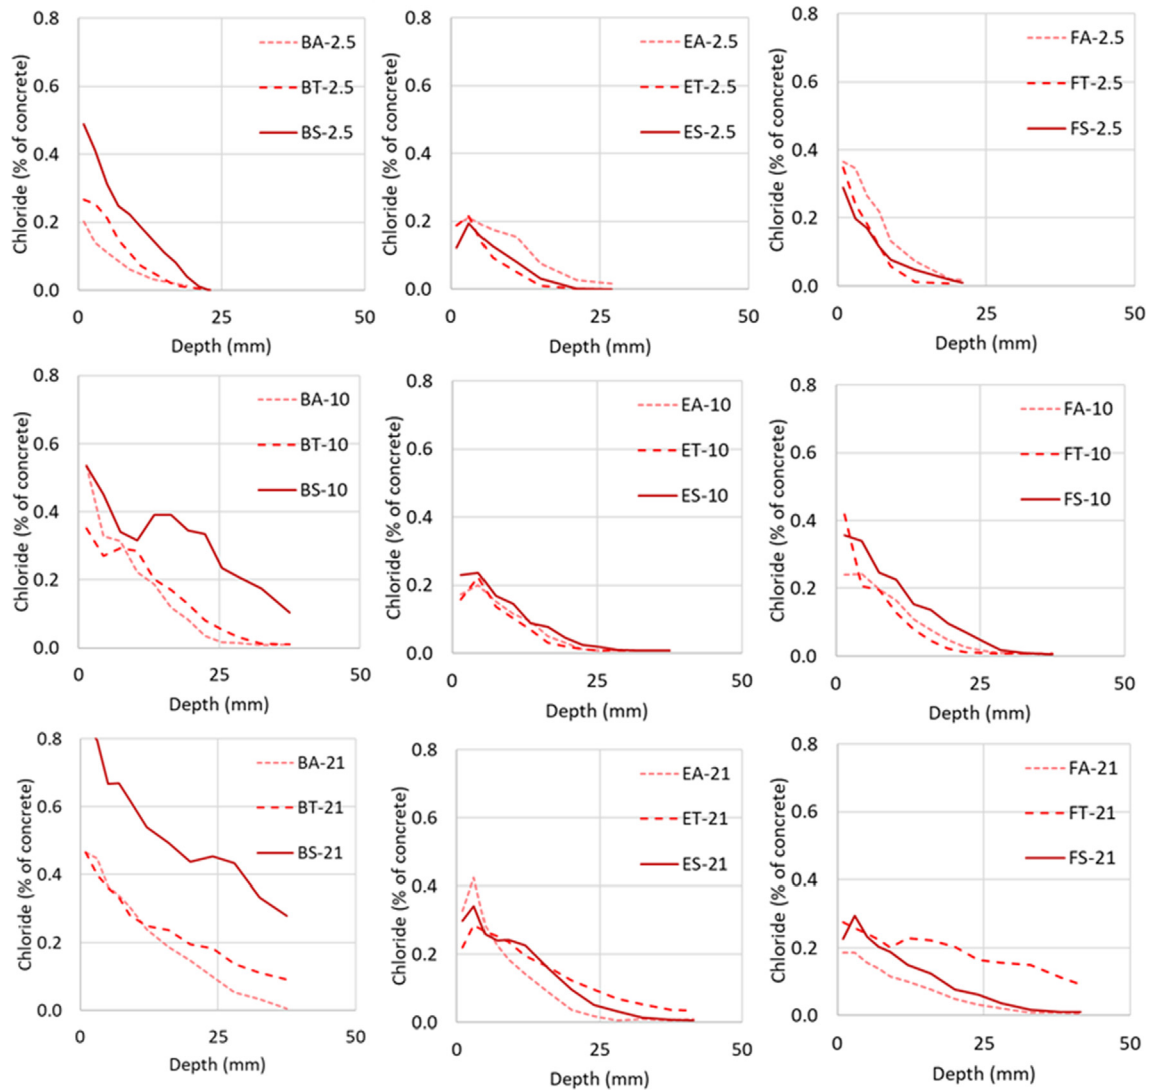 0.8
0.6
0.4
0.2
0.0
Chloride (% of concrete)
BA-2.5
BT-2.5
BS-2.5
0
25
50
Depth (mm)
0.8
0.6
0.4
0.2
0.0
Chloride (% of concrete)
EA-2.5
ET-2.5
ES-2.5
0
25
50
Depth (mm)
0.8
0.6
0.4
0.2
0.0
Chloride (% of concrete)
FA-2.5
FT-2.5
FS-2.5
0
25
50
Depth (mm)
0.8
0.6
0.4
0.2
0.0
Chloride (% of concrete)
BA-10
BT-10
BS-10
0
25
50
Depth (mm)
0.8
0.6
0.4
0.2
0.0
Chloride (% of concrete)
EA-10
ET-10
ES-10
0
25
50
Depth (mm)
0.8
0.6
0.4
0.2
0.0
Chloride (% of concrete)
FA-10
FT-10
FS-10
0
25
50
Depth (mm)
0.8
0.6
0.4
0.2
0.0
Chloride (% of concrete)
BA-21
BT-21
BS-21
0
25
50
Depth (mm)
0.8
0.6
0.4
0.2
0.0
Chloride (% of concrete)
EA-21
ET-21
ES-21
0
25
50
Depth (mm)
0.8
0.6
0.4
0.2
0.0
Chloride (% of concrete)
FA-21
FT-21
FS-21
0
25
50
Depth (mm)